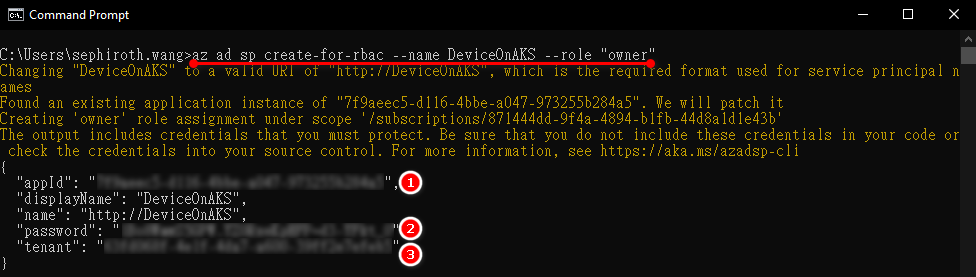 Command Prompt
C:\Users\sephiroth.wang>az ad sp create-for-rbac --name DeviceOnAKS --role "owner"
Changing "DeviceOnAKS" to a valid URI of "http://DeviceOnAKS", which is the required format used for service principal n
ames
Found an existing application instance of "7f9aeec5-d116-4bbe-a047-973255b284a5". We will patch it
Creating 'owner' role assignment under scope '/subscriptions/871444dd-9f4a-4894-b1fb-44d8a1d1e43b'
The output includes credentials that you must protect. Be sure that you do not include these credentials in your code or
 check the credentials into your source control. For more information, see https://aka.ms/azadsp-cli
{
  "appId": "", 1
  "displayName": "DeviceOnAKS",
  "name": "http://DeviceOnAKS",
  "password": " 2
  "tenant": "" 3
}